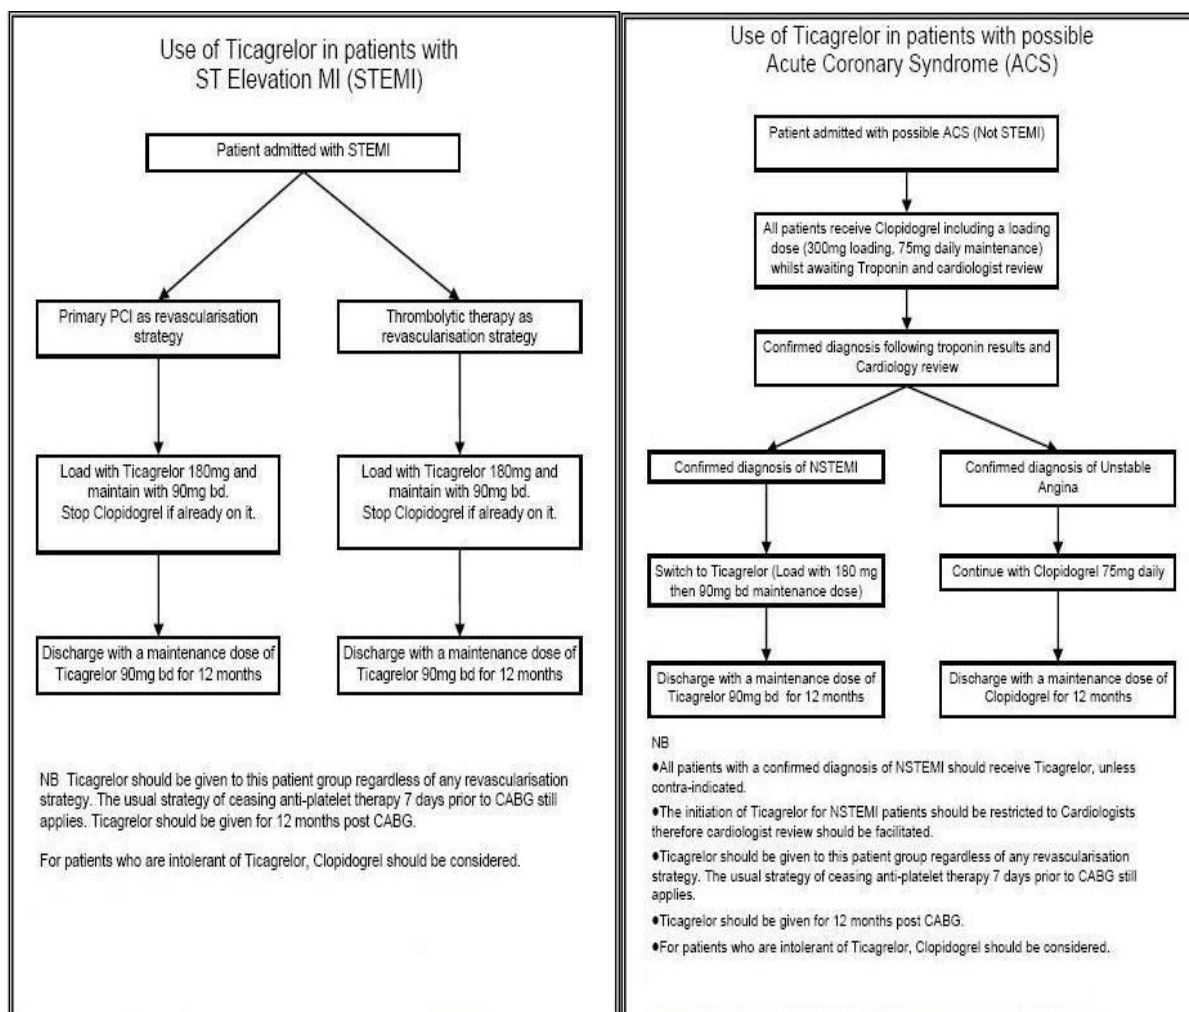 Use of Ticagrelor in patients with
ST Elevation MI (STEMI)
Patient admitted with STEMI
Primary PCI as revascularisation
strategy
Thrombolytic therapy as
revascularisation strategy
Load with Ticagrelor 180mg and
maintain with 90mg bd.
Stop Clopidogrel if already on it.
Load with Ticagrelor 180mg and
maintain with 90mg bd.
Stop Clopidogrel if already on it.
Discharge with a maintenance dose of
Ticagrelor 90mg bd for 12 months
Discharge with a maintenance dose of
Ticagrelor 90mg bd for 12 months
NB Ticagrelor should be given to this patient group regardless of any revascularisation
strategy. The usual strategy of ceasing anti-platelet therapy 7 days prior to CABG still
applies. Ticagrelor should be given for 12 months post CABG.
For patients who are intolerant of Ticagrelor, Clopidogrel should be considered.
Use of Ticagrelor in patients with possible
Acute Coronary Syndrome (ACS)
Patient admitted with possible ACS (Not STEMI)
All patients receive Clopidogrel including a loading
dose (300mg loading, 75mg daily maintenance)
whilst awaiting Troponin and cardiologist review
Confirmed diagnosis following troponin results and
Cardiology review
Confirmed diagnosis of NSTEMI
Confirmed diagnosis of Unstable
Angina
Switch to Ticagrelor (Load with 180 mg
then 90mg bd maintenance dose)
Continue with Clopidogrel 75mg daily
Discharge with a maintenance dose of
Ticagrelor 90mg bd for 12 months
Discharge with a maintenance dose of
Clopidogrel for 12 months
NB
●All patients with a confirmed diagnosis of NSTEMI should receive Ticagrelor, unless
contra-indicated.
●The initiation of Ticagrelor for NSTEMI patients should be restricted to Cardiologists
therefore cardiologist review should be facilitated.
●Ticagrelor should be given to this patient group regardless of any revascularisation
strategy. The usual strategy of ceasing anti-platelet therapy 7 days prior to CABG still
applies.
●Ticagrelor should be given for 12 months post CABG.
●For patients who are intolerant of Ticagrelor, Clopidogrel should be considered.